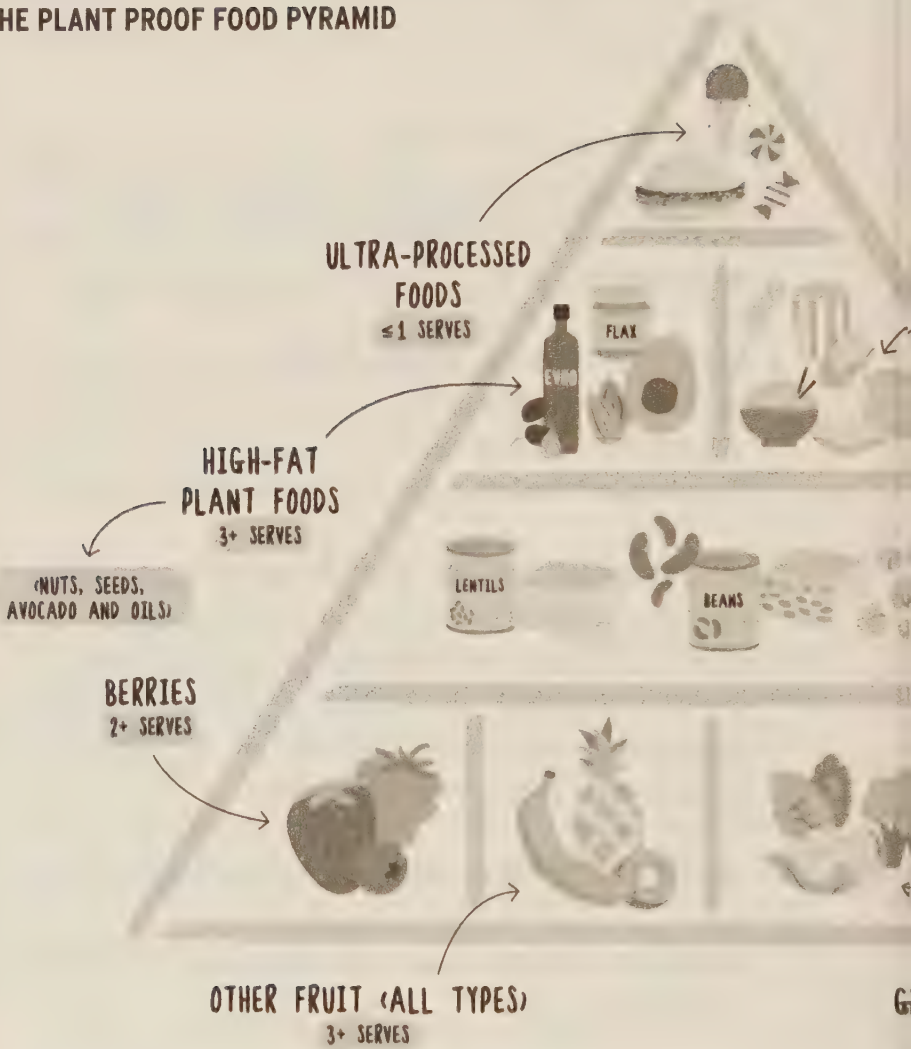 HE PLANT PROOF FOOD PYRAMID
ULTRA-PROCESSED
FOODS
≤1 SERVES
FLAX
EVOO
HIGH-FAT
PLANT FOODS
3+ SERVES
(NUTS, SEEDS,
AVOCADO AND OILS)
LENTILS
BEANS
BERRIES
2+ SERVES
OTHER FRUIT (ALL TYPES)
3+ SERVES